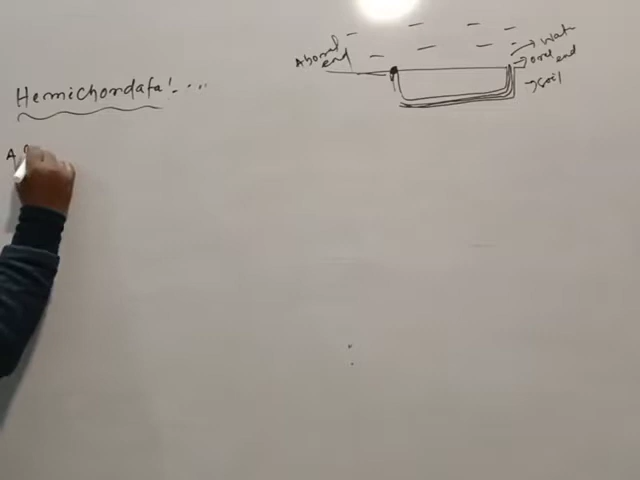 Hemichordata!...
Aboral
end
Water
oral end
soil
A